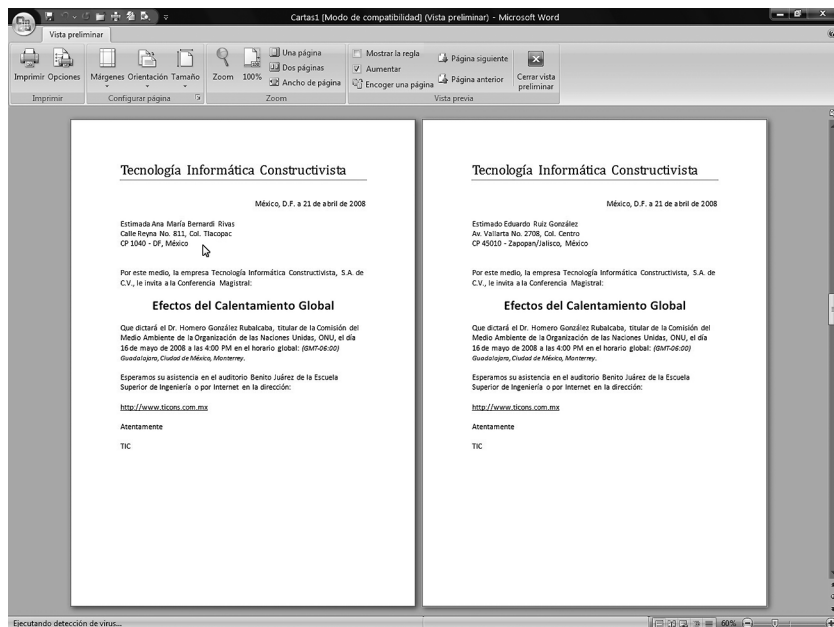 Cartas1 [Modo de compatibilidad] (Vista preliminar) - Microsoft Word
Vista preliminar
Imprimir Opciones
Márgenes Orientación Tamaño
Zoom 100%
Una página
Dos páginas
Ancho de página
Mostrar la regla
Aumentar
Encoger una página
Página siguiente
Página anterior
Cerrar vista
preliminar
Imprimir
Configurar página
Zoom
Vista previa
Tecnología Informática Constructivista
México, D.F. a 21 de abril de 2008
Estimada Ana María Bernardi Rivas
Calle Reyna No. 811, Col. Tlacopac
CP 1040 - DF, México
Por este medio, la empresa Tecnología Informática Constructivista, S.A. de
C.V., le invita a la Conferencia Magistral:
Efectos del Calentamiento Global
Que dictará el Dr. Homero González Rubalcaba, titular de la Comisión del
Medio Ambiente de la Organización de las Naciones Unidas, ONU, el día
16 de mayo de 2008 a las 4:00 PM en el horario global: (GMT-06:00)
Guadalajara, Ciudad de México, Monterrey.
Esperamos su asistencia en el auditorio Benito Juárez de la Escuela
Superior de Ingeniería o por Internet en la dirección:
http://www.ticons.com.mx
Atentamente
TIC
Tecnología Informática Constructivista
México, D.F. a 21 de abril de 2008
Estimado Eduardo Ruiz González
Av. Vallarta No. 2708, Col. Centro
CP 45010 - Zapopan/Jalisco, México
Por este medio, la empresa Tecnología Informática Constructivista, S.A. de
C.V., le invita a la Conferencia Magistral:
Efectos del Calentamiento Global
Que dictará el Dr. Homero González Rubalcaba, titular de la Comisión del
Medio Ambiente de la Organización de las Naciones Unidas, ONU, el día
16 de mayo de 2008 a las 4:00 PM en el horario global: (GMT-06:00)
Guadalajara, Ciudad de México, Monterrey.
Esperamos su asistencia en el auditorio Benito Juárez de la Escuela
Superior de Ingeniería o por Internet en la dirección:
http://www.ticons.com.mx
Atentamente
TIC
Ejecutando detección de virus...
60%